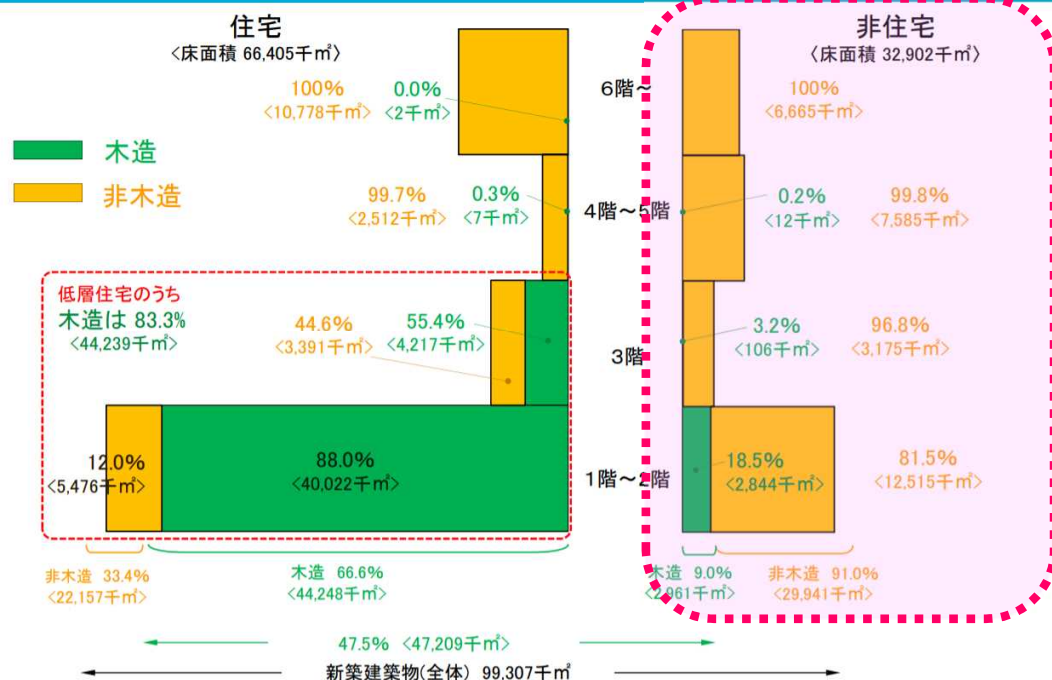 住宅
<床面積 66,405千㎡>
非住宅
<床面積 32,902千㎡>
木造
非木造
100%
<10,778千㎡>
0.0%
<2千㎡>
6階～
100%
<6,665千㎡>
99.7%
<2,512千㎡>
0.3%
<7千㎡>
4階～5階
0.2%
<12千㎡>
99.8%
<7,585千㎡>
低層住宅のうち
木造は 83.3%
<44,239千㎡>
44.6%
<3,391千㎡>
55.4%
<4,217千㎡>
3階
3.2%
<106千㎡>
96.8%
<3,175千㎡>
12.0%
<5,476千㎡>
88.0%
<40,022千㎡>
1階～2階
18.5%
<2,844千㎡>
81.5%
<12,515千㎡>
非木造 33.4%
<22,157千㎡>
木造 66.6%
<44,248千㎡>
木造 9.0%
<2,961千㎡>
非木造 91.0%
<29,941千㎡>
47.5% <47,209千㎡>
新築建築物(全体) 99,307千㎡